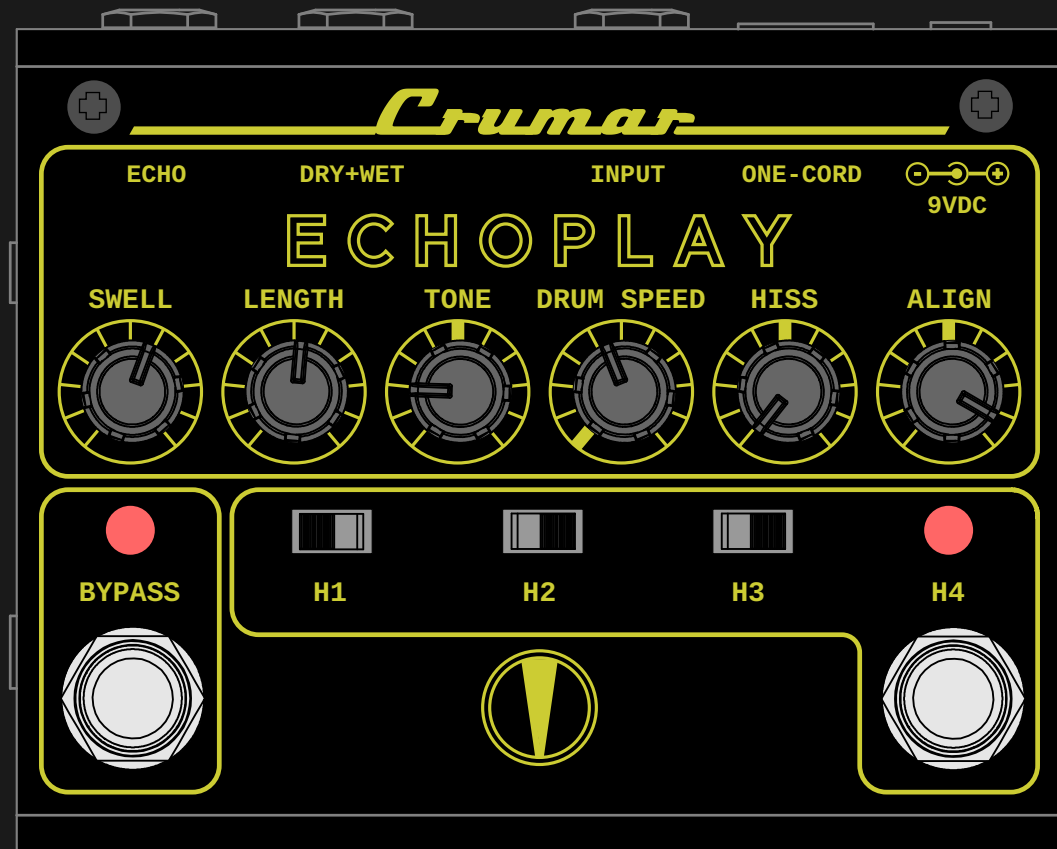 Crumar
ECHO DRY+WET INPUT ONE-CORD
9VDC
ECHOPLAY
SWELL LENGTH TONE DRUM SPEED HISS ALIGN
BYPASS H1 H2 H3 H4